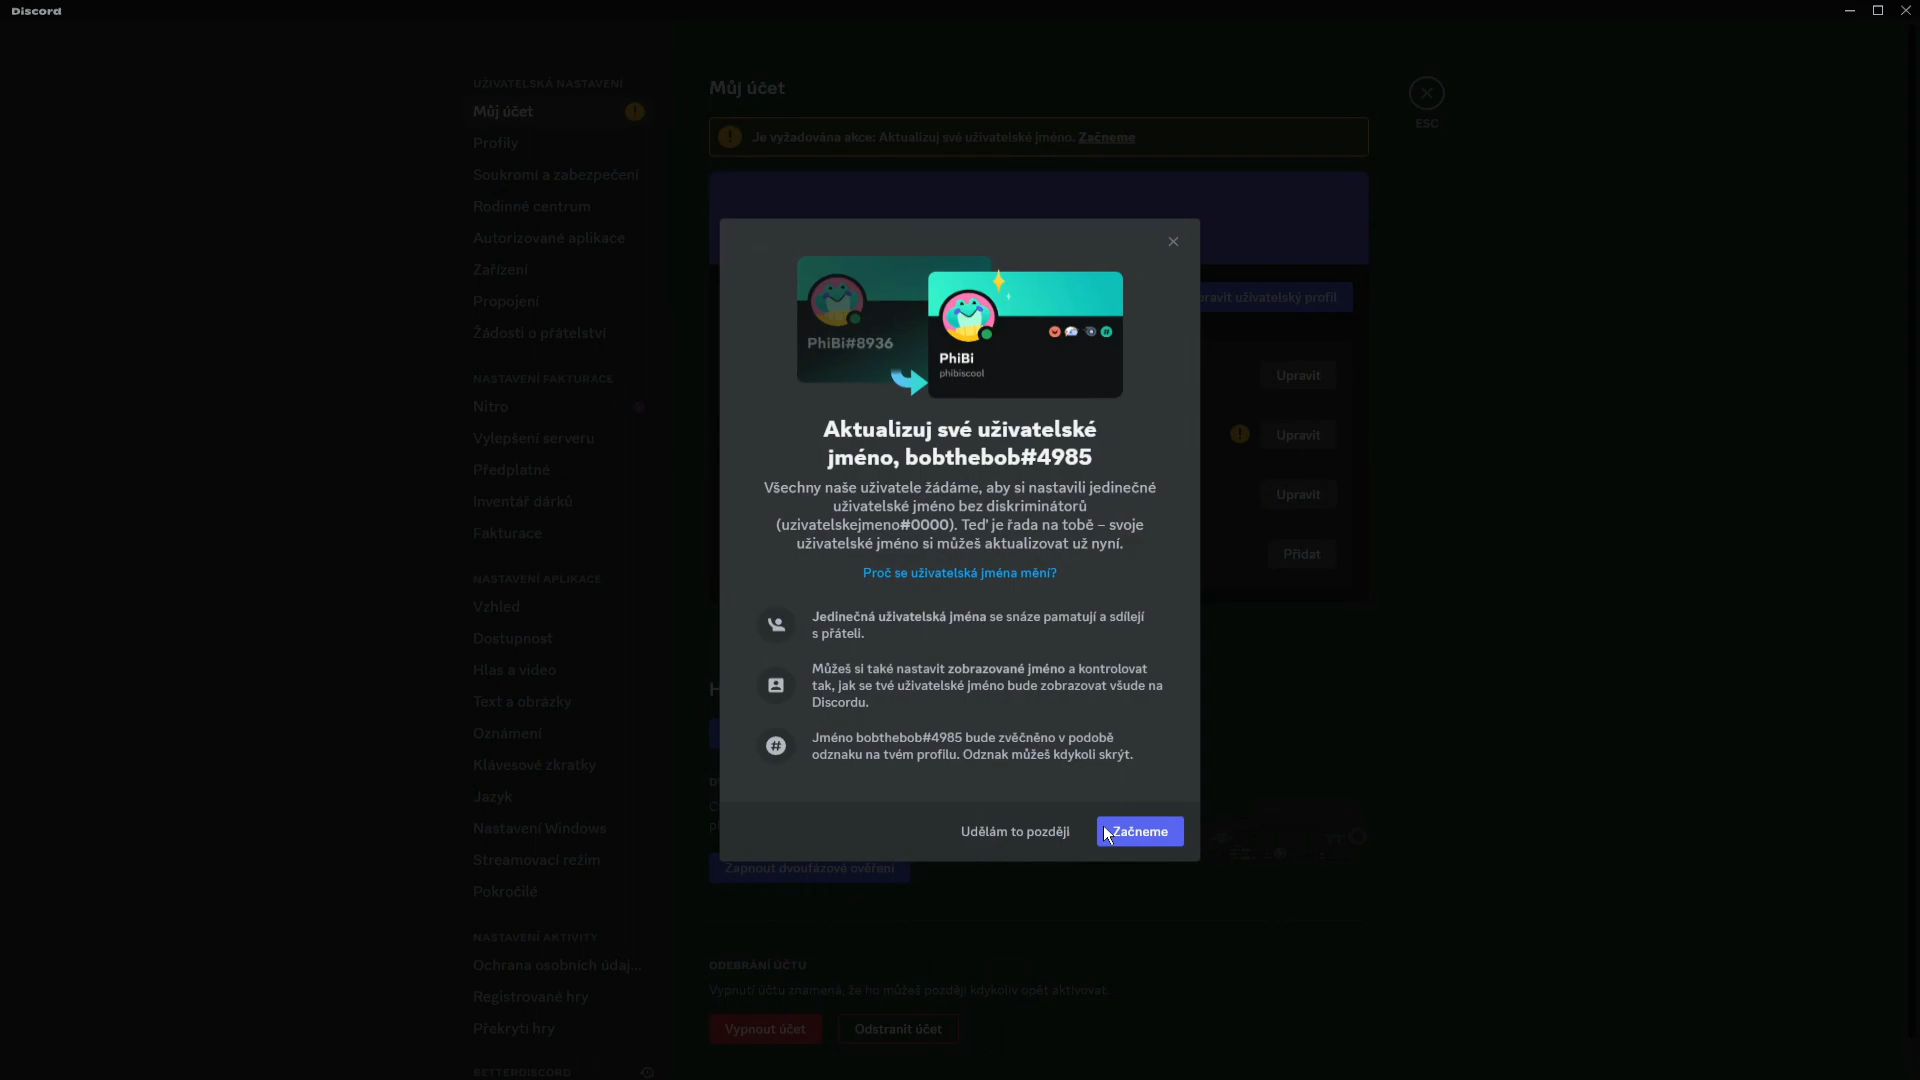 Discord
UŽIVATELSKÁ NASTAVENÍ
Můj účet
Profily
Soukromí a zabezpečení
Rodinné centrum
Autorizované aplikace
Zařízení
Propojení
Žádosti o přátelství
NASTAVENÍ FAKTURACE
Nitro
Vylepšení serveru
Předplatné
Inventář dárků
Fakturace
NASTAVENÍ APLIKACE
Vzhled
Dostupnost
Hlas a video
Text a obrázky
Oznámení
Klávesové zkratky
Jazyk
Nastavení Windows
Streamovací režim
Pokročilé
NASTAVENÍ AKTIVITY
Ochrana osobních údaj...
Registrované hry
Překrytí hry
BETTERDISCORD
Můj účet
Je vyžadována akce: Aktualizuj své uživatelské jméno. Začneme
ESC
uživatelský profil
Upravit
Upravit
Upravit
Přidat
PhiBi#8936
PhiBi
phibiscool
Aktualizuj své uživatelské
jméno, bobthebob#4985
Všechny naše uživatele žádáme, aby si nastavili jedinečné
uživatelské jméno bez diskriminátorů
(uzivatelskejmeno#0000). Teď je řada na tobě – svoje
uživatelské jméno si můžeš aktualizovat už nyní.
Proč se uživatelská jména mění?
Jedinečná uživatelská jména se snáze pamatují a sdílejí
s přáteli.
Můžeš si také nastavit zobrazované jméno a kontrolovat
tak, jak se tvé uživatelské jméno bude zobrazovat všude na
Discordu.
#
Jméno bobthebob#4985 bude zvěčněno v podobě
odznaku na tvém profilu. Odznak můžeš kdykoli skrýt.
Udělám to později
Začneme
Zapnout dvoufázové ověření
ODEBRÁNÍ ÚČTU
Vypnutí účtu znamená, že ho můžeš později kdykoliv opět aktivovat.
Vypnout účet
Odstranit účet